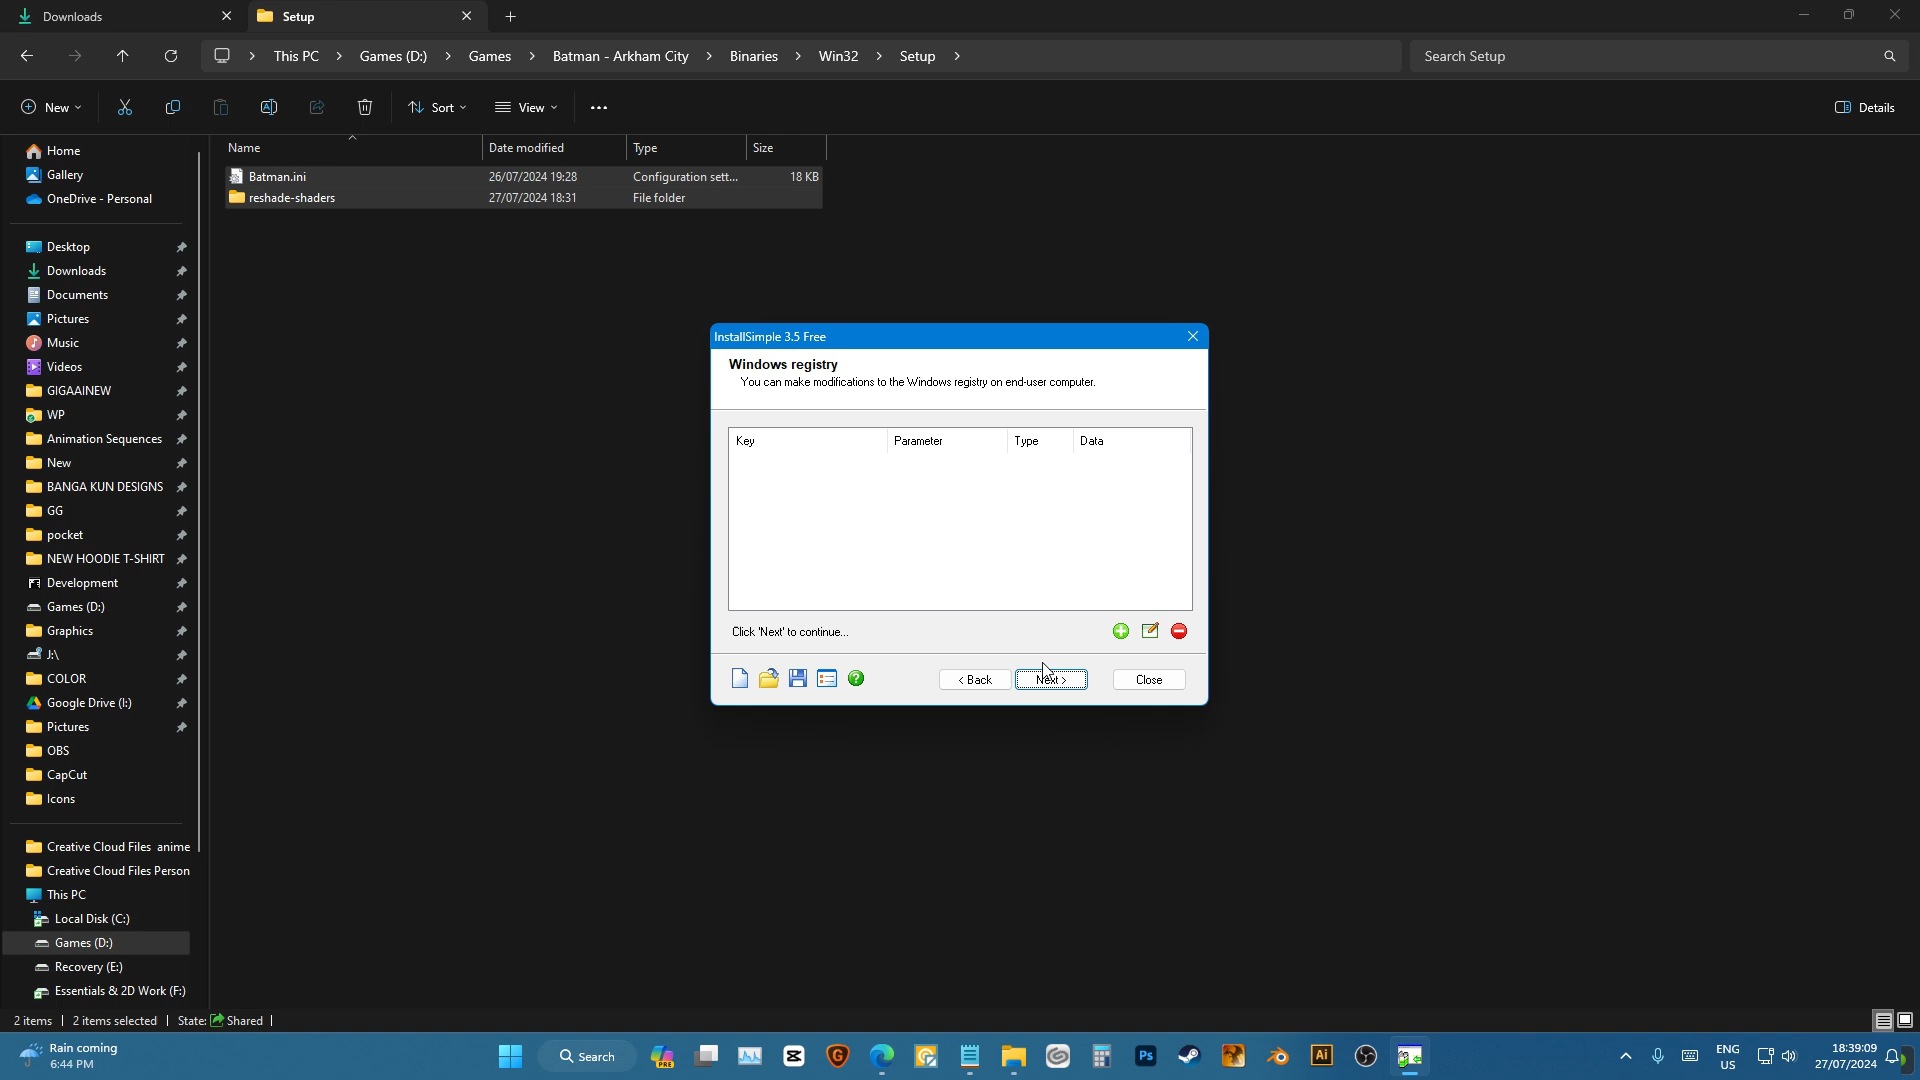 Downloads
Setup
This PC > Games (D:) > Games > Batman - Arkham City > Binaries > Win32 > Setup >
Search Setup
New
Sort
View
Details
Name
Date modified
Type
Size
Batman.ini 26/07/2024 19:28 Configuration sett... 18 KB
reshade-shaders 27/07/2024 18:31 File folder
Home
Gallery
OneDrive - Personal
Desktop
Downloads
Documents
Pictures
Music
Videos
GIGAAINEW
WP
Animation Sequences
New
BANGA KUN DESIGNS
GG
pocket
NEW HOODIE T-SHIRT
Development
Games (D:)
Graphics
J:\
COLOR
Google Drive (I:)
Pictures
OBS
CapCut
Icons
Creative Cloud Files anime
Creative Cloud Files Person
This PC
Local Disk (C:)
Games (D:)
Recovery (E:)
Essentials & 2D Work (F:)
InstallSimple 3.5 Free
Windows registry
You can make modifications to the Windows registry on end-user computer.
Key Parameter Type Data
Click 'Next' to continue...
< Back
Next >
Close
2 items | 2 items selected | State: Shared |
Rain coming
6:44 PM
Search
PRE
Ps
Ai
ENG
US
18:39:09
27/07/2024